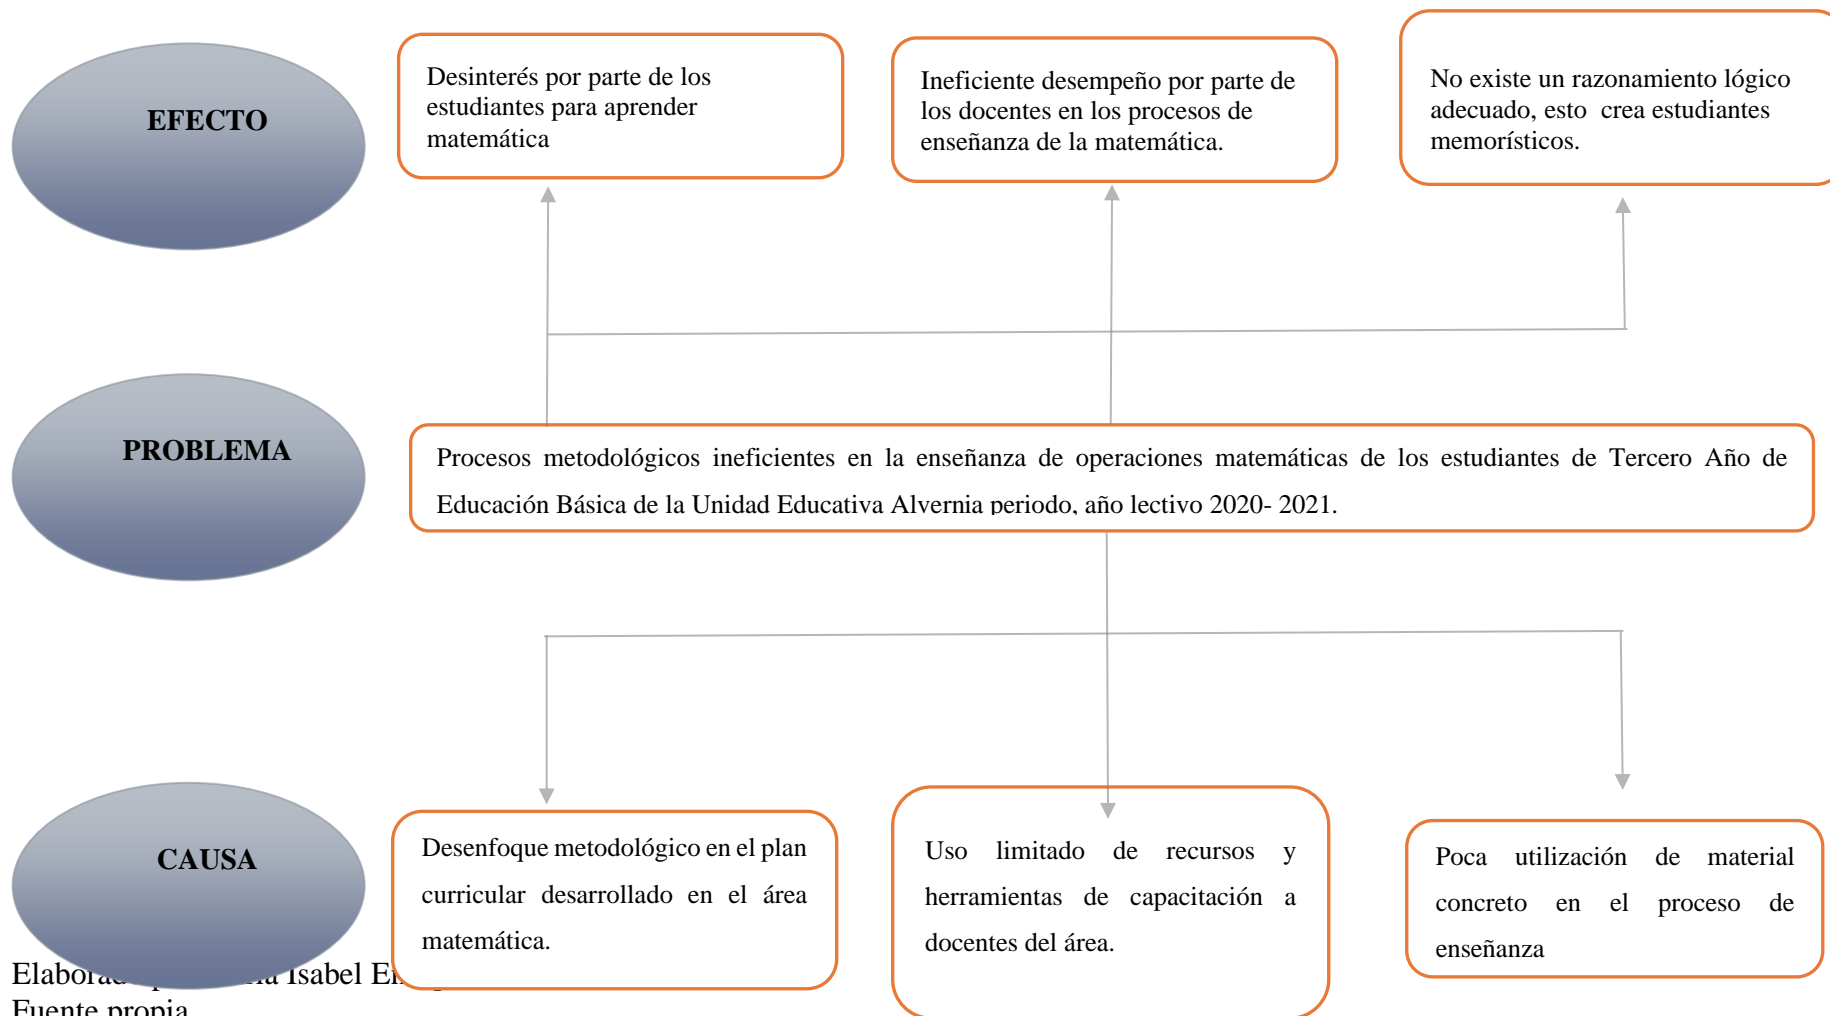 EFECTO
Desinterés por parte de los
estudiantes para aprender
matemática
Ineficiente desempeño por parte de
los docentes en los procesos de
enseñanza de la matemática.
No existe un razonamiento lógico
adecuado, esto  crea estudiantes
memorísticos.
PROBLEMA
Procesos metodológicos ineficientes en la enseñanza de operaciones matemáticas de los estudiantes de Tercero Año de
Educación Básica de la Unidad Educativa Alvernia periodo, año lectivo 2020- 2021.
CAUSA
Desenfoque metodológico en el plan
curricular desarrollado en el área
matemática.
Uso limitado de recursos y
herramientas de capacitación a
docentes del área.
Poca utilización de material
concreto en el proceso de
enseñanza
Isabel
Fuente propia